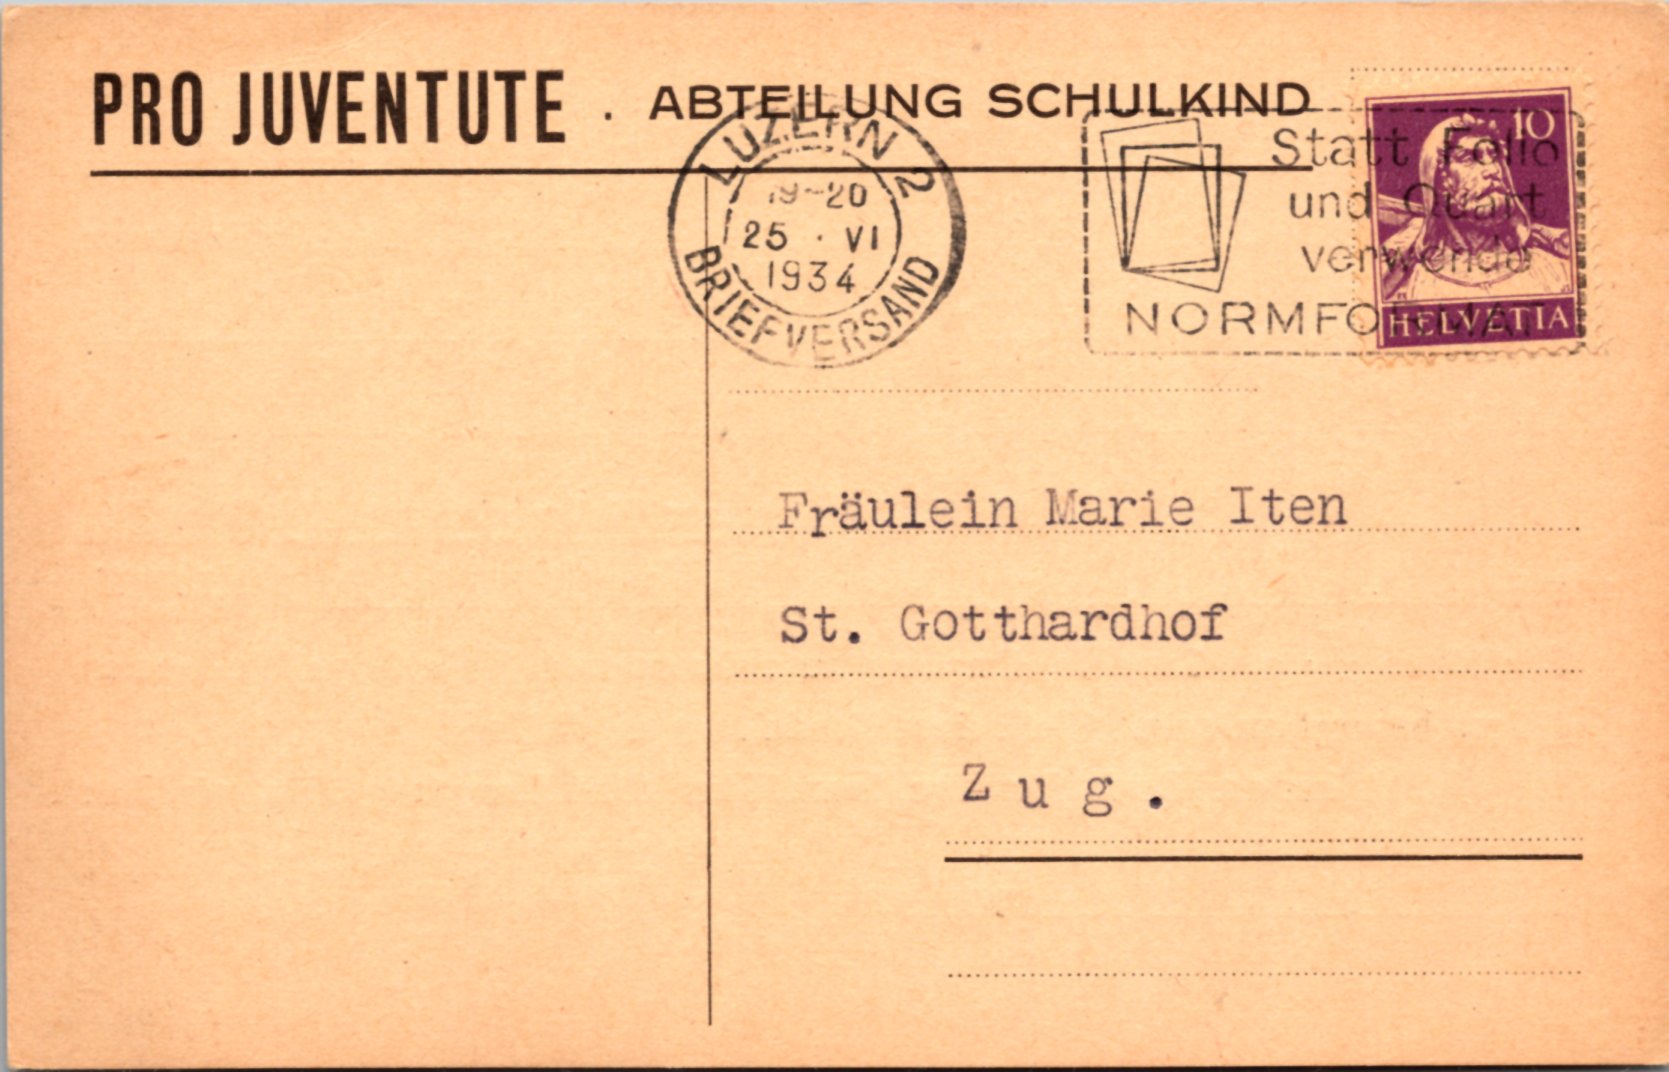 PRO JUVENTUTE . ABTEILUNG SCHULKIND
LUZERN 2
19-20
25 · VI
1934
BRIEFVERSAND
Statt Folio
und Quart
verwende
NORMFORMAT
10
HELVETIA
Fräulein Marie Iten
St. Gotthardhof
Zug.